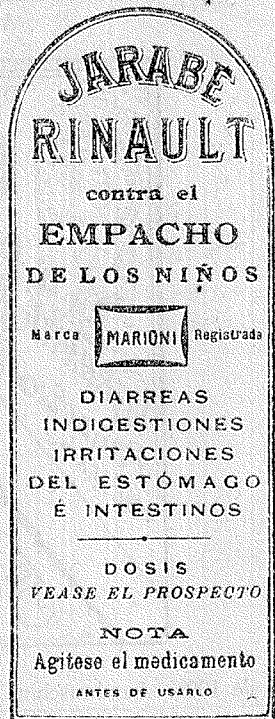 JARABE
RINAULT
contra el
EMPACHO
DE LOS NIÑOS
Marca MARIONI Registrada
DIARREAS
INDIGESTIONES
IRRITACIONES
DEL ESTÓMAGO
É INTESTINOS
DOSIS
VEASE EL PROSPECTO
NOTA
Agitese el medicamento
ANTES DE USARLO